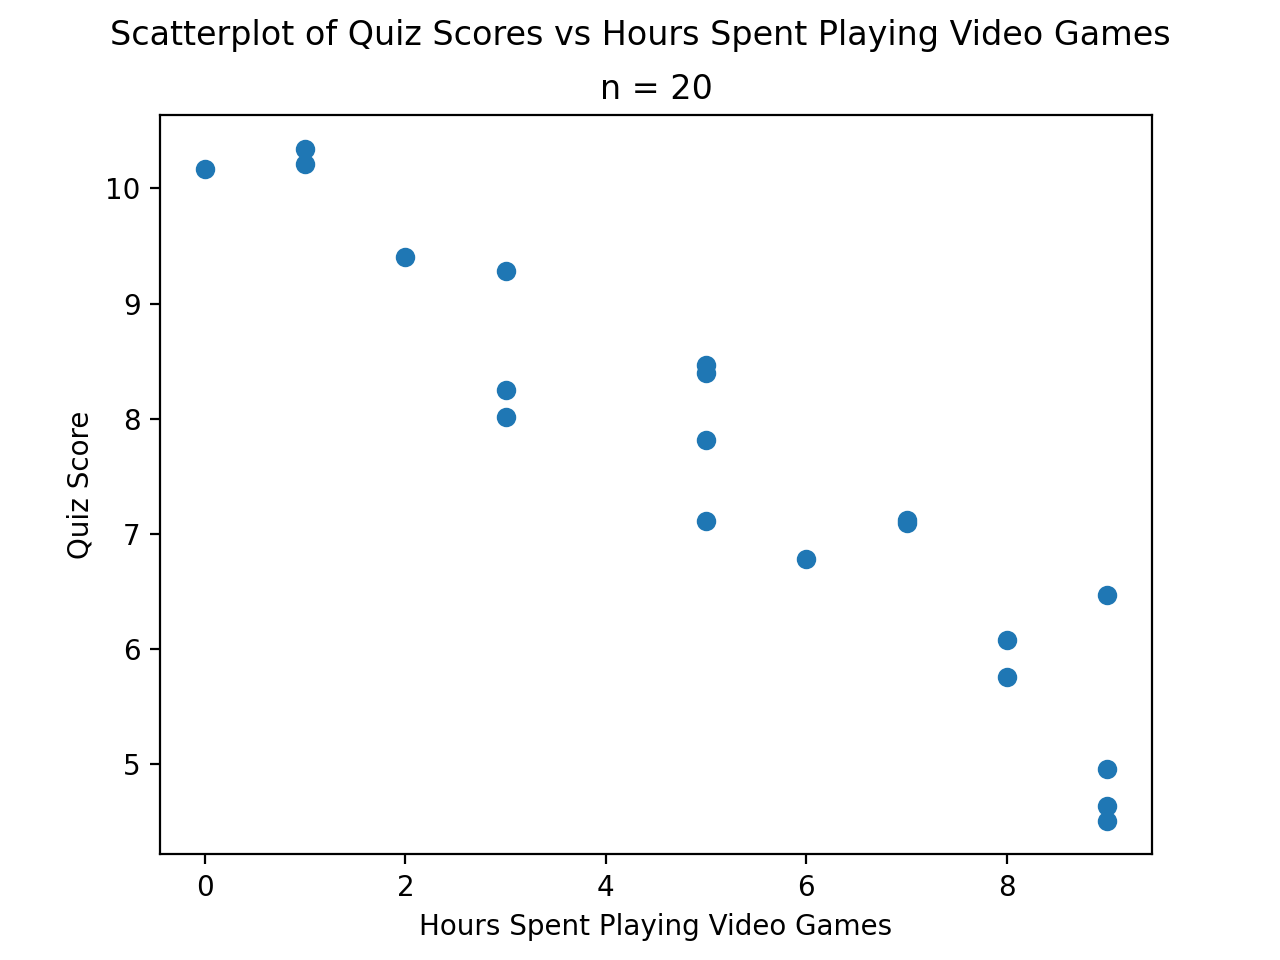 Scatterplot of Quiz Scores vs Hours Spent Playing Video Games
n = 20
10
9
8
7
6
5
Quiz Score
0 2 4 6 8
Hours Spent Playing Video Games